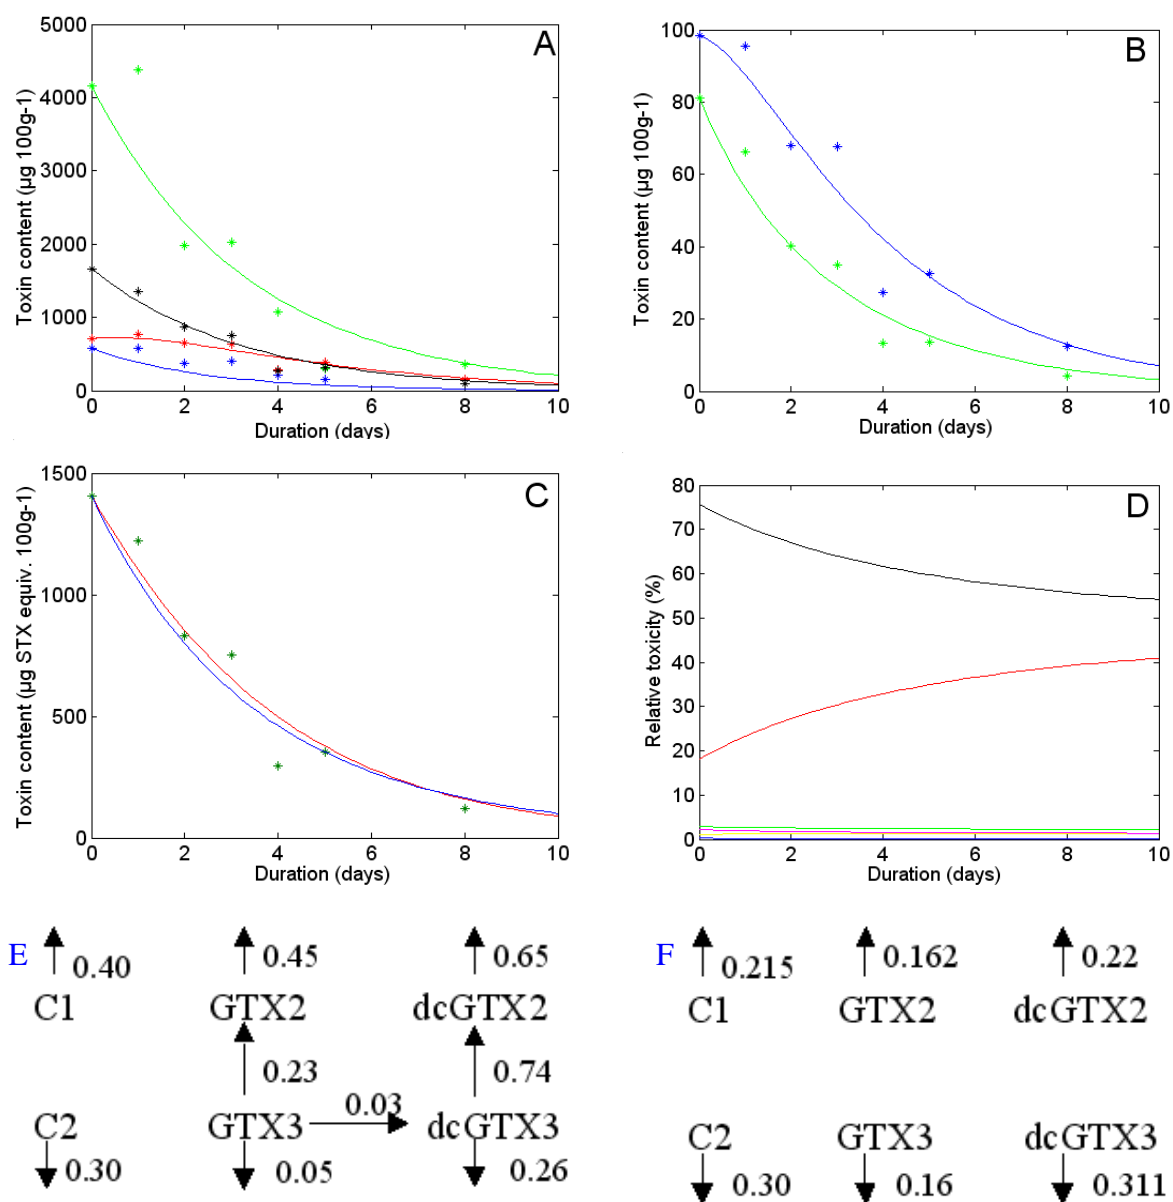 A
Toxin content (µg 100g-1)
5000
4000
3000
2000
1000
0
0 2 4 6 8 10
Duration (days)
B
Toxin content (µg 100g-1)
100
80
60
40
20
0
0 2 4 6 8 10
Duration (days)
C
Toxin content (µg STX equiv. 100g-1)
1500
1000
500
0
0 2 4 6 8 10
Duration (days)
D
Relative toxicity (%)
80
70
60
50
40
30
20
10
0
0 2 4 6 8 10
Duration (days)
E
0.40 0.45 0.65
C1 GTX2 dcGTX2
0.23 0.74
0.03
C2 GTX3 dcGTX3
0.30 0.05 0.26
F
0.215 0.162 0.22
C1 GTX2 dcGTX2
C2 GTX3 dcGTX3
0.30 0.16 0.311